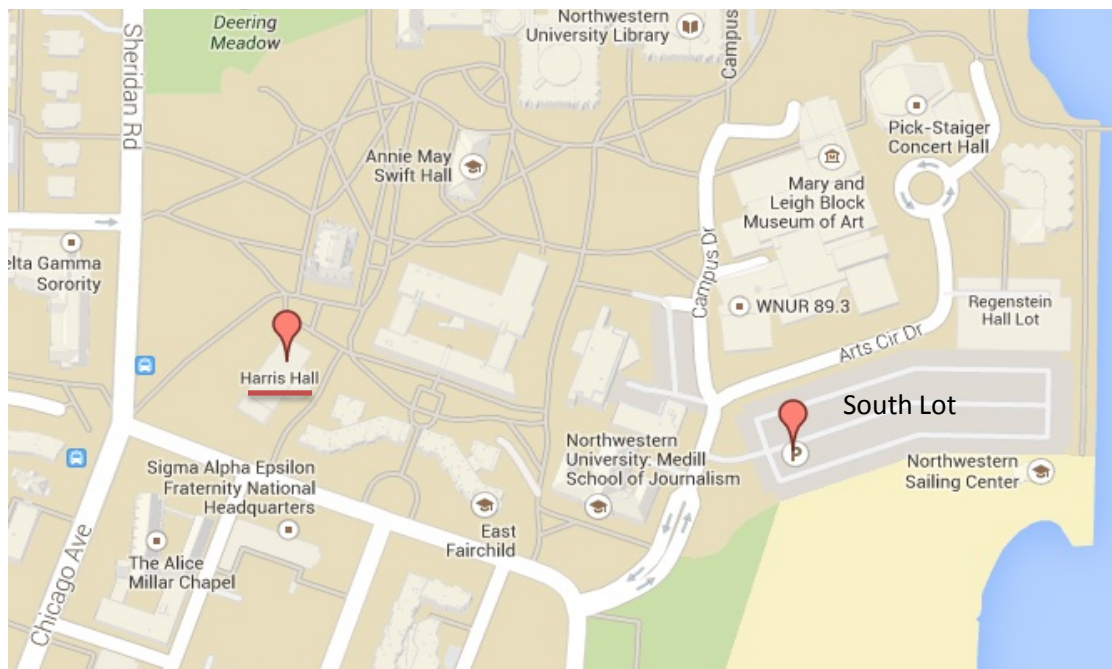 Deering
Meadow
Northwestern
University Library
Campus
Sheridan Rd
Pick-Staiger
Concert Hall
Annie May
Swift Hall
Mary and
Leigh Block
Museum of Art
elta Gamma
Sorority
Campus Dr
WNUR 89.3
Regenstein
Hall Lot
Arts Cir Dr
Harris Hall
South Lot
P
Northwestern
University: Medill
School of Journalism
Northwestern
Sailing Center
Sigma Alpha Epsilon
Fraternity National
Headquarters
East
Fairchild
The Alice
Millar Chapel
Chicago Ave